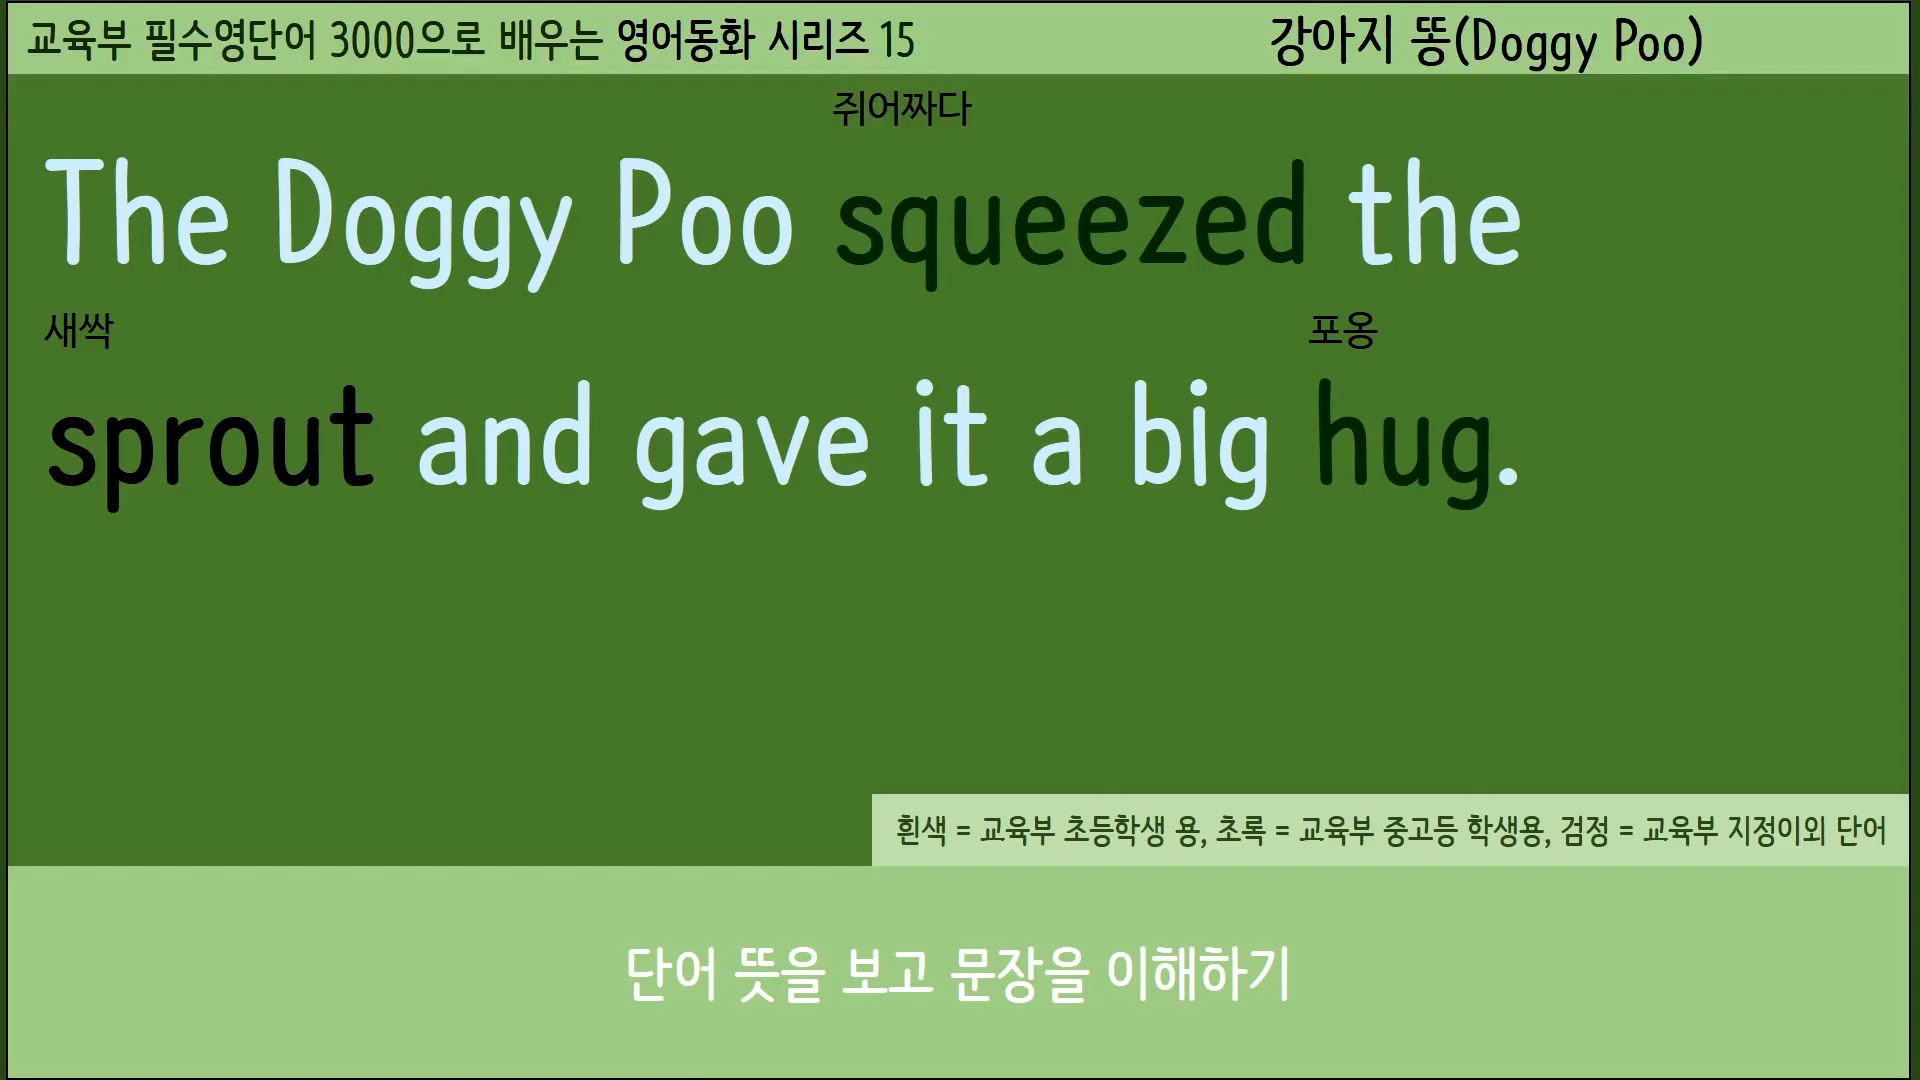 교육부 필수영단어 3000으로 배우는 영어동화 시리즈 15
강아지 똥(Doggy Poo)
쥐어짜다
The Doggy Poo squeezed the
새싹 포옹
sprout and gave it a big hug.
흰색 = 교육부 초등학생 용, 초록 = 교육부 중고등 학생용, 검정 = 교육부 지정이외 단어
단어 뜻을 보고 문장을 이해하기